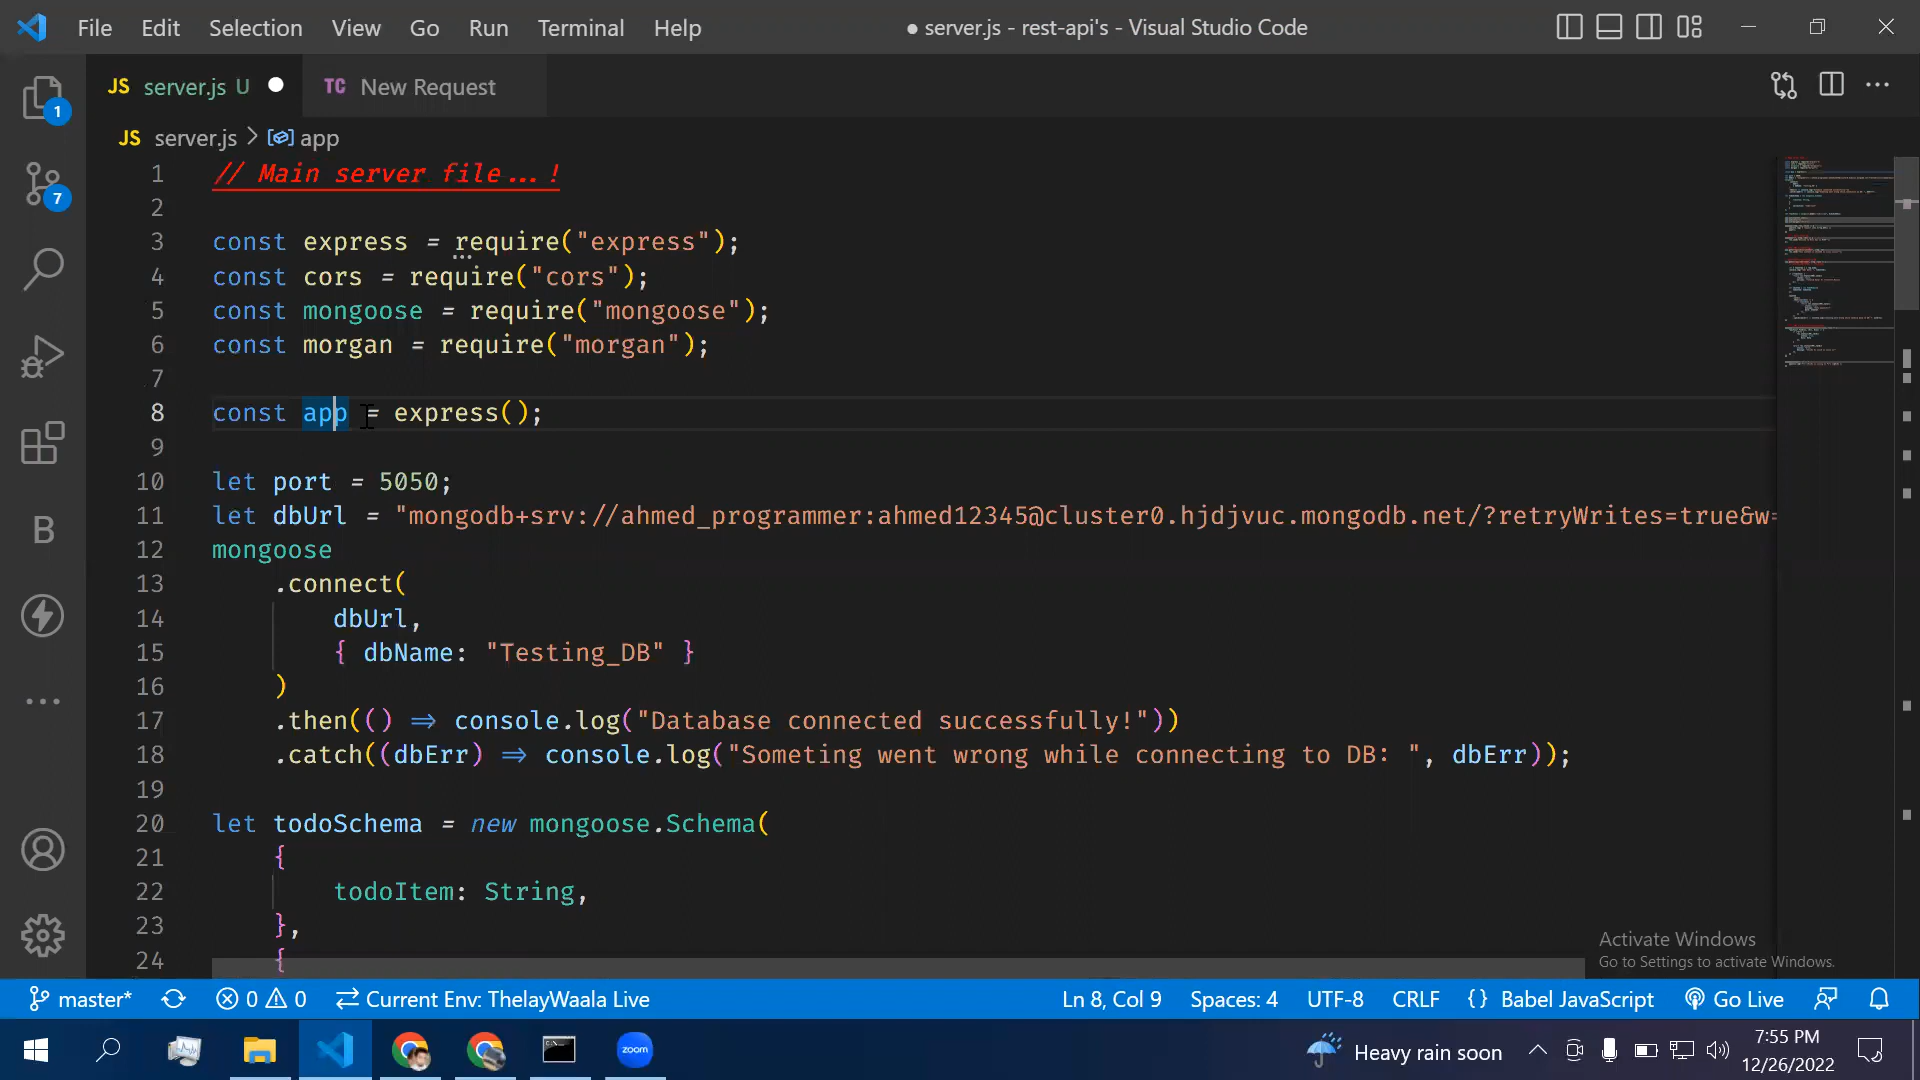 File Edit Selection View Go Run Terminal Help
● server.js - rest-api's - Visual Studio Code
JS server.js U ●
TC New Request
JS server.js > app
1 // Main server file...!
2
3 const express = require("express");
4 const cors = require("cors");
5 const mongoose = require("mongoose");
6 const morgan = require("morgan");
7
8 const app = express();
9
10 let port = 5050;
11 let dbUrl = "mongodb+srv://ahmed_programmer:ahmed12345@cluster0.hjdjvuc.mongodb.net/?retryWrites=true&w=
12 mongoose
13 .connect(
14 dbUrl,
15 { dbName: "Testing_DB" }
16 )
17 .then(() => console.log("Database connected successfully!"))
18 .catch((dbErr) => console.log("Someting went wrong while connecting to DB: ", dbErr));
19
20 let todoSchema = new mongoose.Schema(
21 {
22 todoItem: String,
23 },
24 {
1
7
B
Activate Windows
Go to Settings to activate Windows.
master* 0 0 Current Env: ThelayWaala Live Ln 8, Col 9 Spaces: 4 UTF-8 CRLF {} Babel JavaScript Go Live
zoom
Heavy rain soon
7:55 PM
12/26/2022